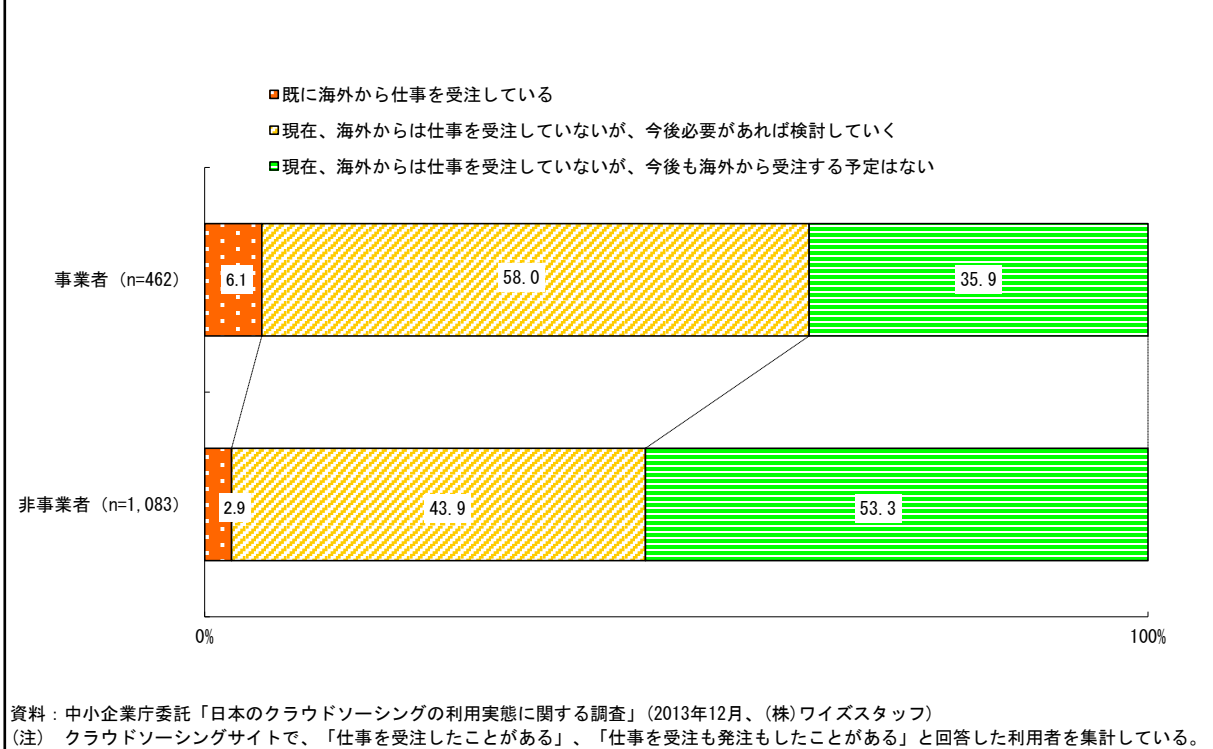 既に海外から仕事を受注している
現在、海外からは仕事を受注していないが、今後必要があれば検討していく
現在、海外からは仕事を受注していないが、今後も海外から受注する予定はない
事業者 (n=462)
6.1
58.0
35.9
非事業者 (n=1,083)
2.9
43.9
53.3
0%
100%
資料：中小企業庁委託「日本のクラウドソーシングの利用実態に関する調査」(2013年12月、(株)ワイズスタッフ)
(注) クラウドソーシングサイトで、「仕事を受注したことがある」、「仕事を受注も発注もしたことがある」と回答した利用者を集計している。